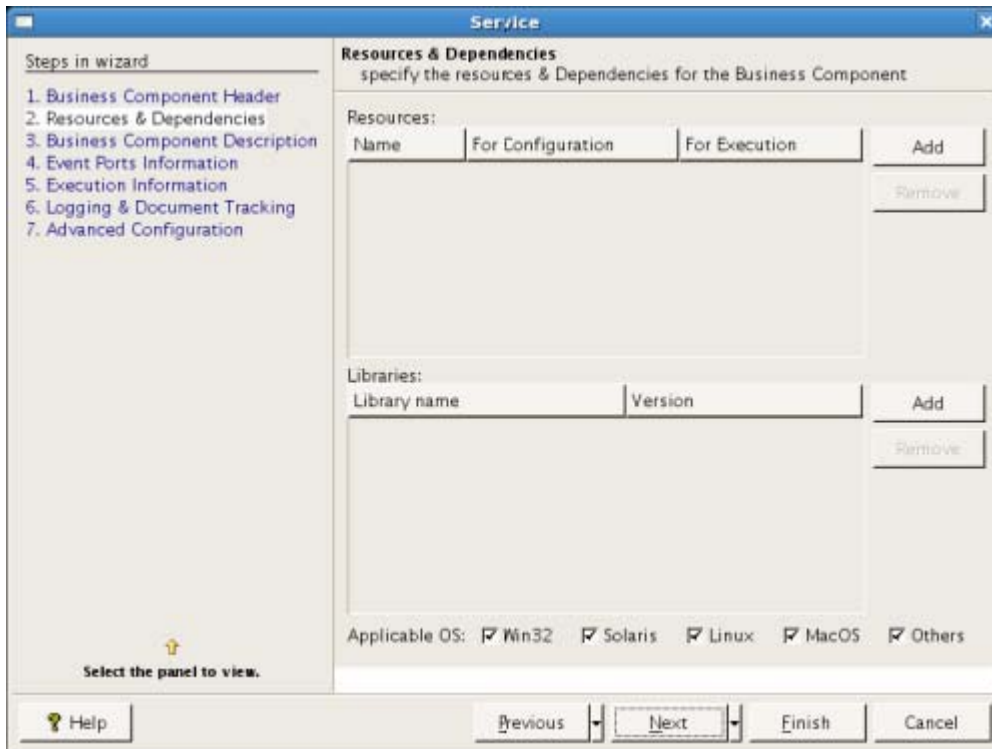 Service
Steps in wizard
1. Business Component Header
2. Resources & Dependencies
3. Business Component Description
4. Event Ports Information
5. Execution Information
6. Logging & Document Tracking
7. Advanced Configuration
Select the panel to view.
Resources & Dependencies
specify the resources & Dependencies for the Business Component
Resources:
Name For Configuration For Execution
Add
Remove
Libraries:
Library name Version
Add
Remove
Applicable OS: Win32 Solaris Linux MacOS Others
Help Previous Next Finish Cancel